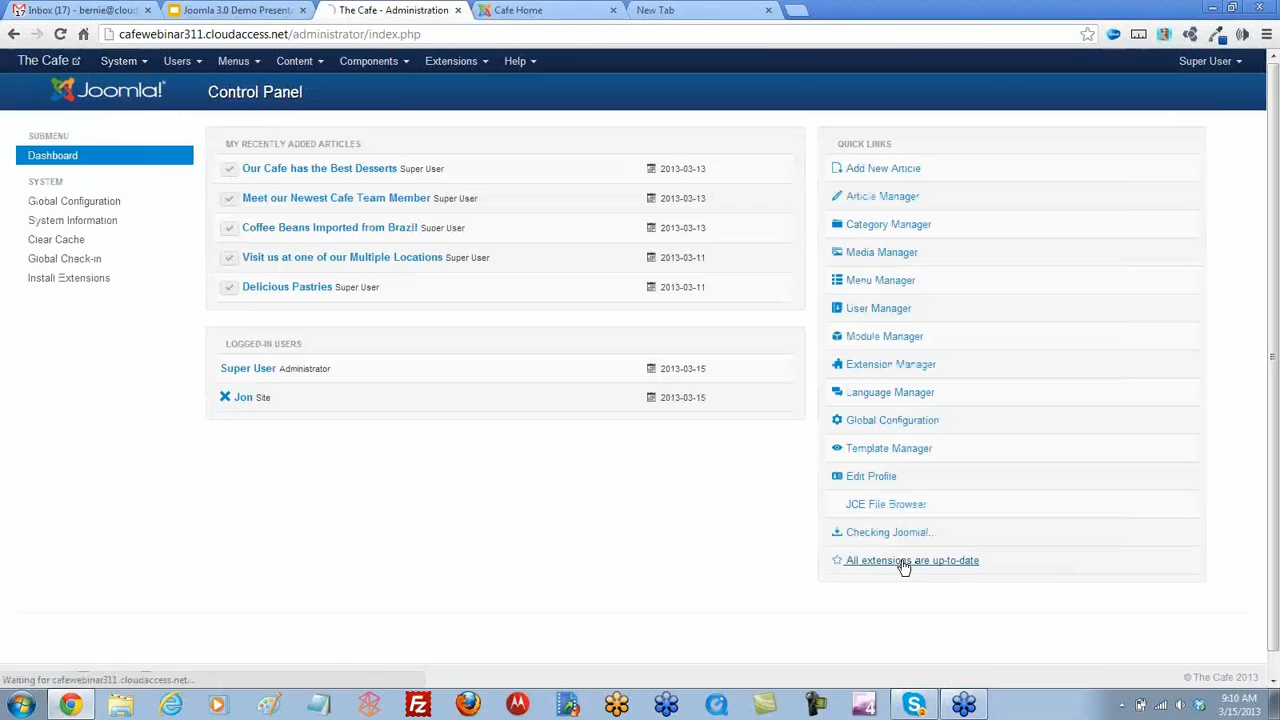 Inbox (17) - bernie@cloud
Joomla 3.0 Demo Presenta
The Cafe - Administration
Cafe Home
New Tab
cafewebinar311.cloudaccess.net/administrator/index.php
The Cafe System Users Menus Content Components Extensions Help Super User
Joomla!
Control Panel
SUBMENU
Dashboard
SYSTEM
Global Configuration
System Information
Clear Cache
Global Check-in
Install Extensions
MY RECENTLY ADDED ARTICLES
Our Cafe has the Best Desserts Super User 2013-03-13
Meet our Newest Cafe Team Member Super User 2013-03-13
Coffee Beans Imported from Brazil Super User 2013-03-13
Visit us at one of our Multiple Locations Super User 2013-03-11
Delicious Pastries Super User 2013-03-11
LOGGED-IN USERS
Super User Administrator 2013-03-15
Jon Site 2013-03-15
QUICK LINKS
Add New Article
Article Manager
Category Manager
Media Manager
Menu Manager
User Manager
Module Manager
Extension Manager
Language Manager
Global Configuration
Template Manager
Edit Profile
JCE File Browser
Checking Joomla!...
All extensions are up-to-date
Waiting for cafewebinar311.cloudaccess.net...
© The Cafe 2013
9:10 AM
3/15/2013